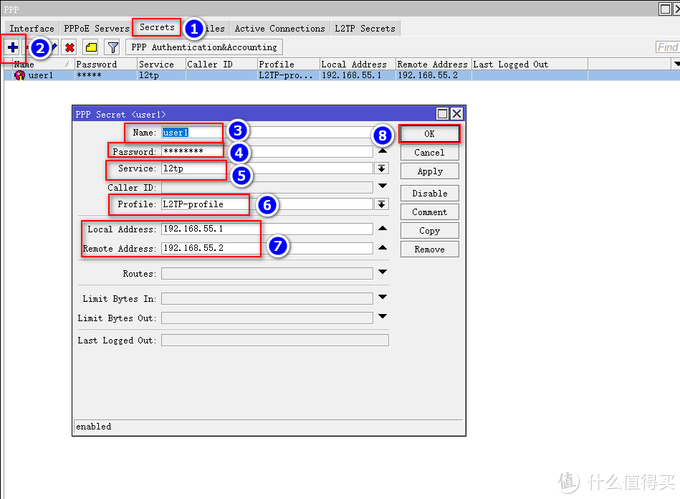 PPP
Interface PPPoE Servers Secrets 1 iles Active Connections L2TP Secrets
2 PPP Authentication&Accounting Find
Name Password Service Caller ID Profile Local Address Remote Address Last Logged Out
user1 ***** l2tp L2TP-pro... 192.168.55.1 192.168.55.2
PPP Secret <user1>
Name: user1 3 8 OK
Password: ******** 4 Cancel
Service: l2tp 5 Apply
Caller ID:
Disable
Profile: L2TP-profile 6
Comment
Local Address: 192.168.55.1 Copy
Remote Address: 192.168.55.2 7 Remove
Routes:
Limit Bytes In:
Limit Bytes Out:
Last Logged Out:
enabled
值 什么值得买